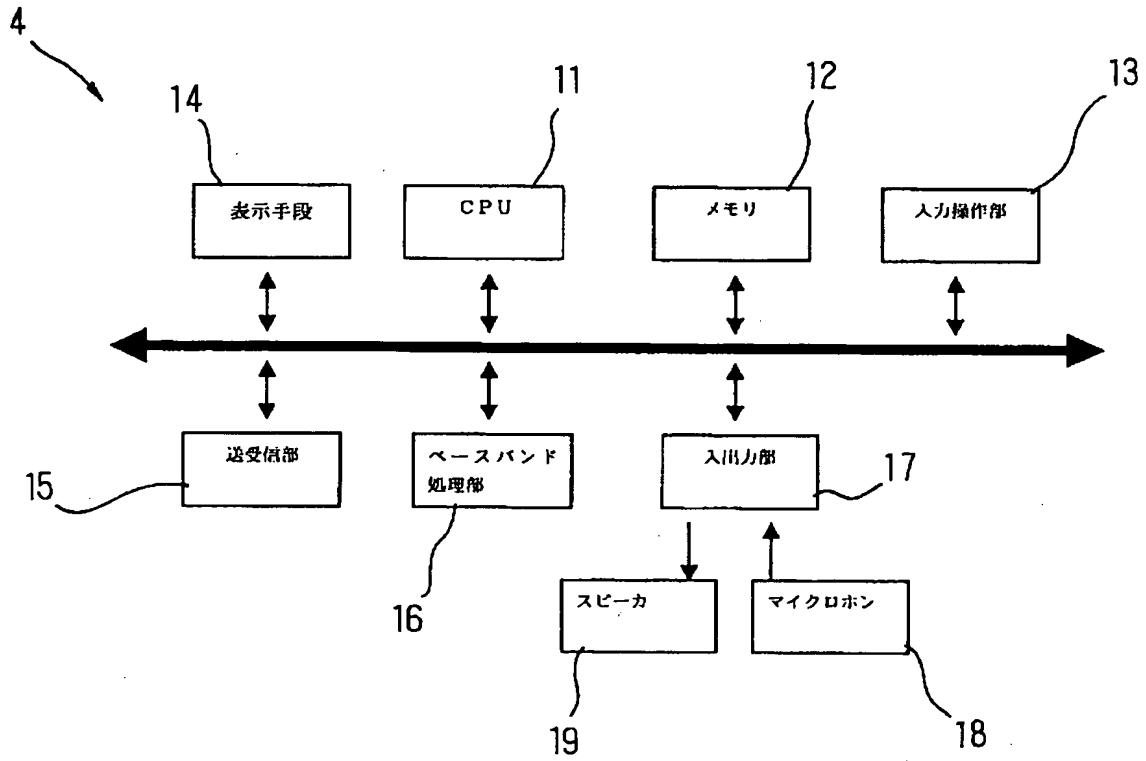 4
14
11
12
13
表示手段
CPU
メモリ
入力操作部
送受信部
ベースバンド
処理部
入出力部
15
16
17
スピーカ
マイクロホン
19
18